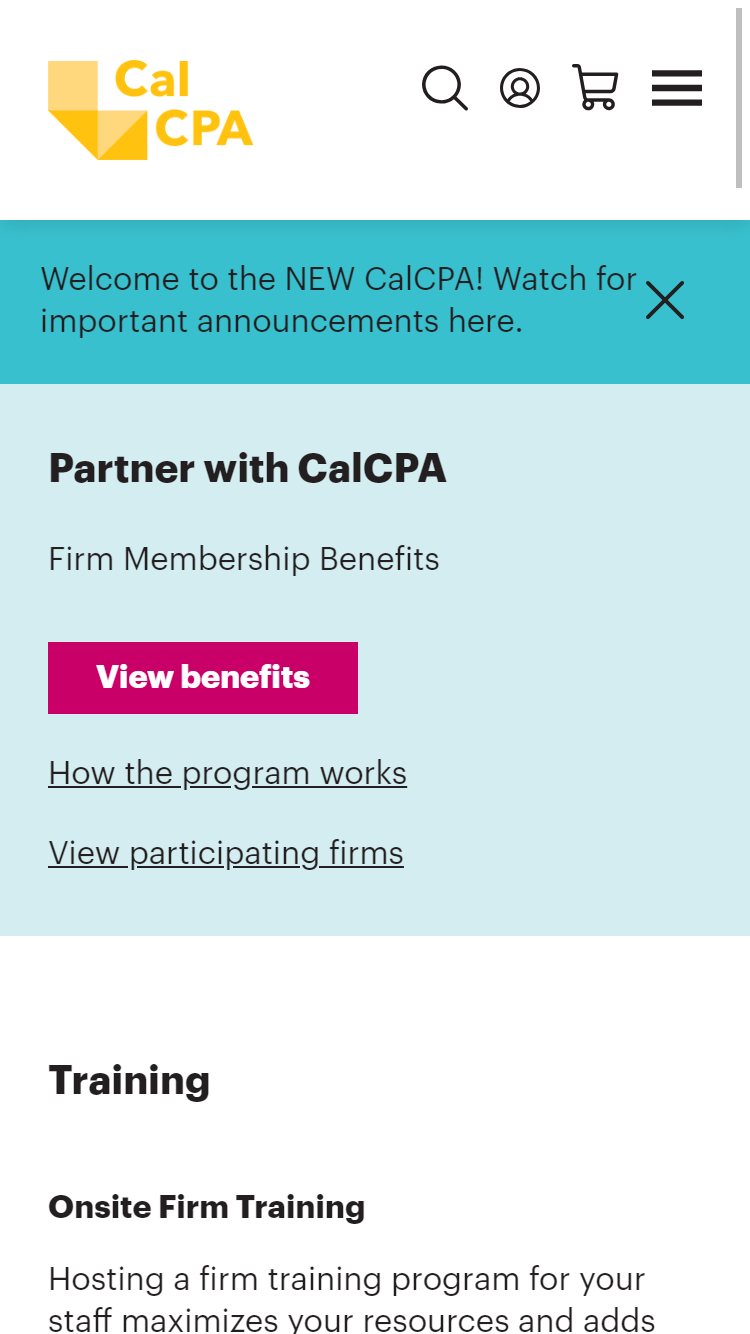 Cal
CPA
Welcome to the NEW CalCPA! Watch for
important announcements here.
Partner with CalCPA
Firm Membership Benefits
View benefits
How the program works
View participating firms
Training
Onsite Firm Training
Hosting a firm training program for your
staff maximizes your resources and adds